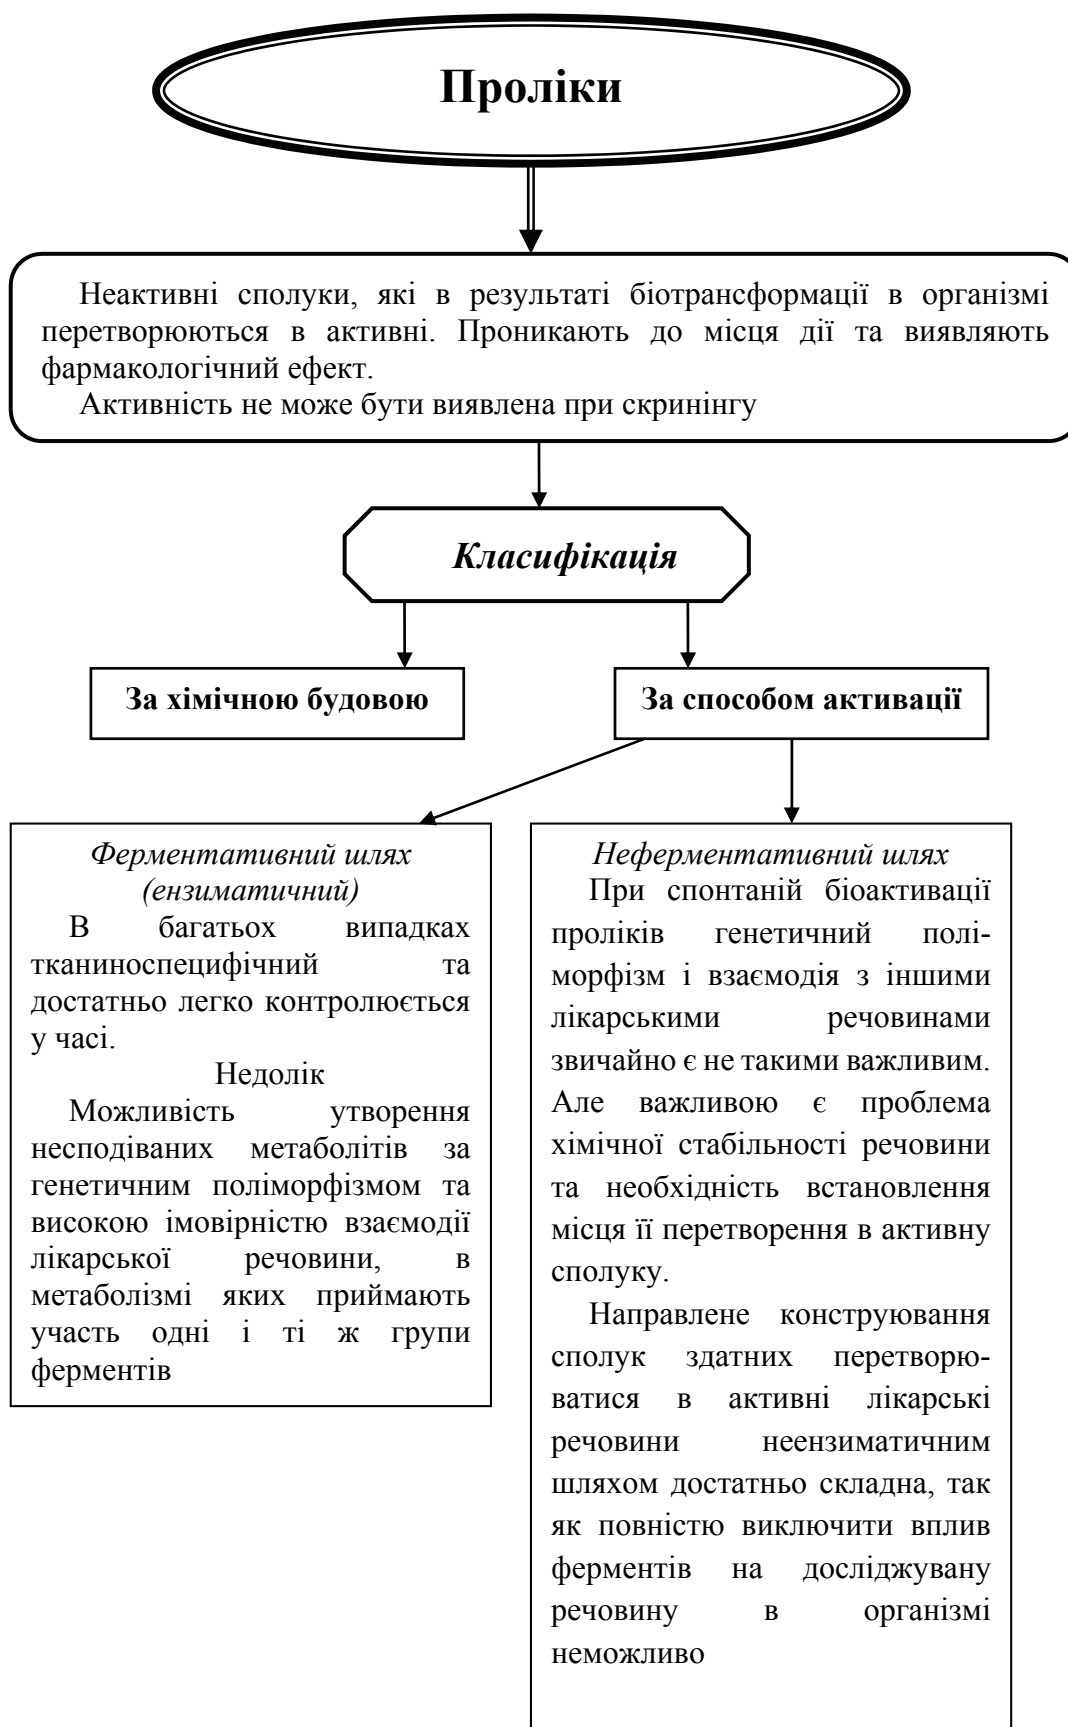 Проліки
Неактивні сполуки, які в результаті біотрансформації в організмі
перетворюються в активні. Проникають до місця дії та виявляють
фармакологічний ефект.
Активність не може бути виявлена при скринінгу
Класифікація
За хімічною будовою
За способом активації
Ферментативний шлях
(ензиматичний)
В багатьох випадках
тканиноспецифічний та
достатньо легко контролюється
у часі.
Недолік
Можливість утворення
несподіваних метаболітів за
генетичним поліморфізмом та
високою імовірністю взаємодії
лікарської речовини, в
метаболізмі яких приймають
участь одні і ті ж групи
ферментів
Неферментативний шлях
При спонтаній біоактивації
проліків генетичний полі-
морфізм і взаємодія з іншими
лікарськими речовинами
звичайно є не такими важливим.
Але важливою є проблема
хімічної стабільності речовини
та необхідність встановлення
місця її перетворення в активну
сполуку.
Направлене конструювання
сполук здатних перетворю-
ватися в активні лікарські
речовини неензиматичним
шляхом достатньо складна, так
як повністю виключити вплив
ферментів на досліджувану
речовину в організмі
неможливо